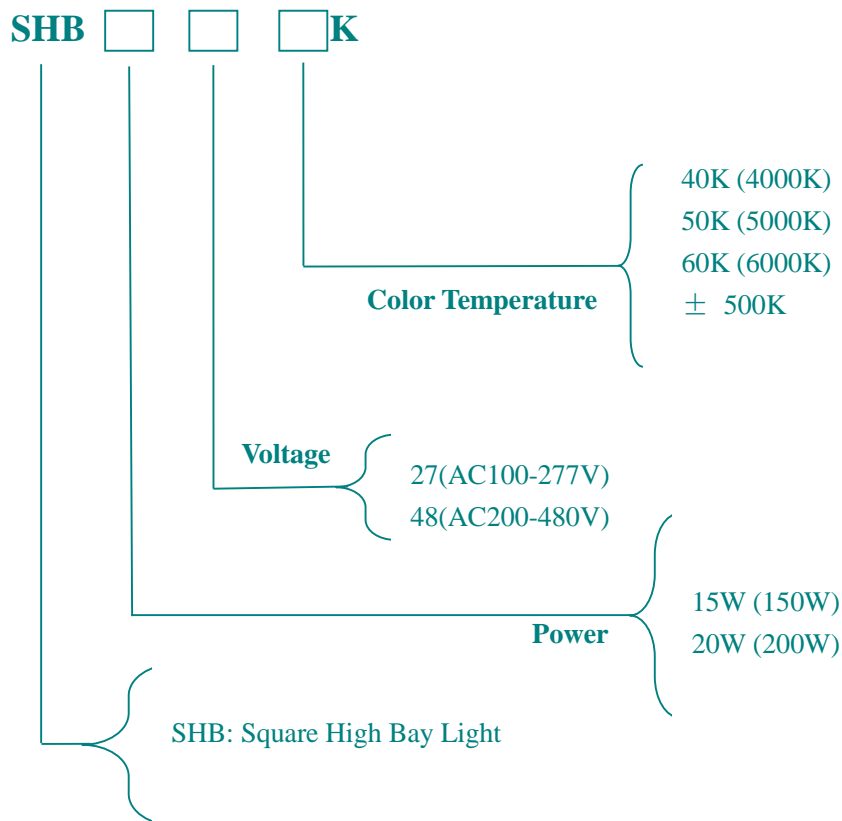 SHB □ □ □K
40K (4000K)
50K (5000K)
60K (6000K)
± 500K
Color Temperature
Voltage
27(AC100-277V)
48(AC200-480V)
15W (150W)
20W (200W)
Power
SHB: Square High Bay Light